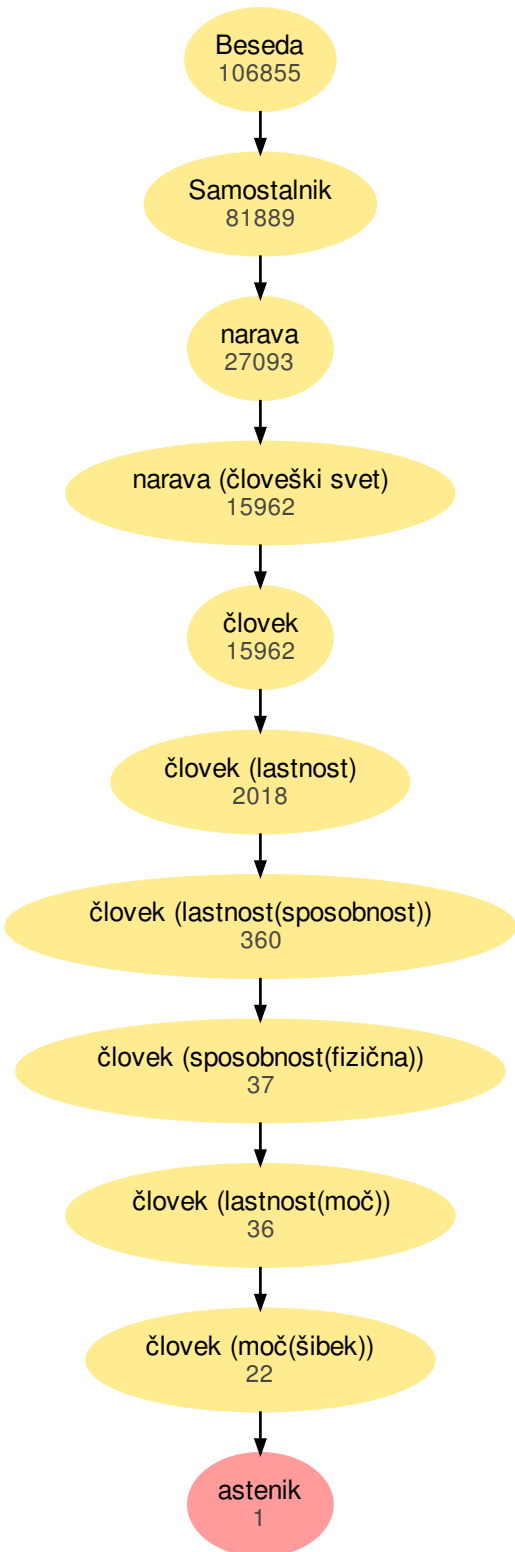 Beseda
106855
Samostalnik
81889
narava
27093
narava (človeški svet)
15962
človek
15962
človek (lastnost)
2018
človek (lastnost(sposobnost))
360
človek (sposobnost(fizična))
37
človek (lastnost(moč))
36
človek (moč(šibek))
22
astenik
1